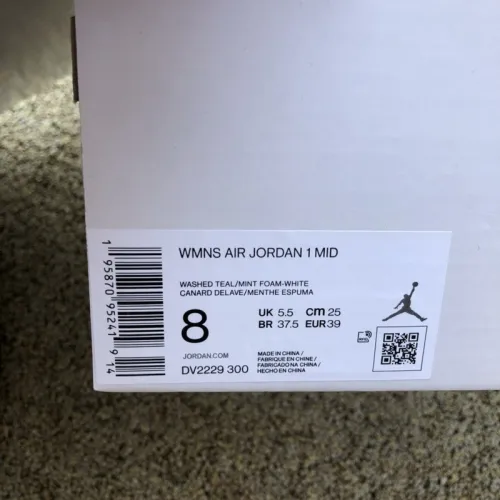 WMNS AIR JORDAN 1 MID
WASHED TEAL/MINT FOAM-WHITE
CANARD DELAVE/MENTHE ESPUMA
8
UK 5.5 cm 25
BR 37.5 EUR 39
JORDAN.COM
DV2229 300
MADE IN CHINA /
FABRIQUE EN CHINE /
FABRICADO NA CHINA /
HECHO EN CHINA
1 95870 95241 9 14